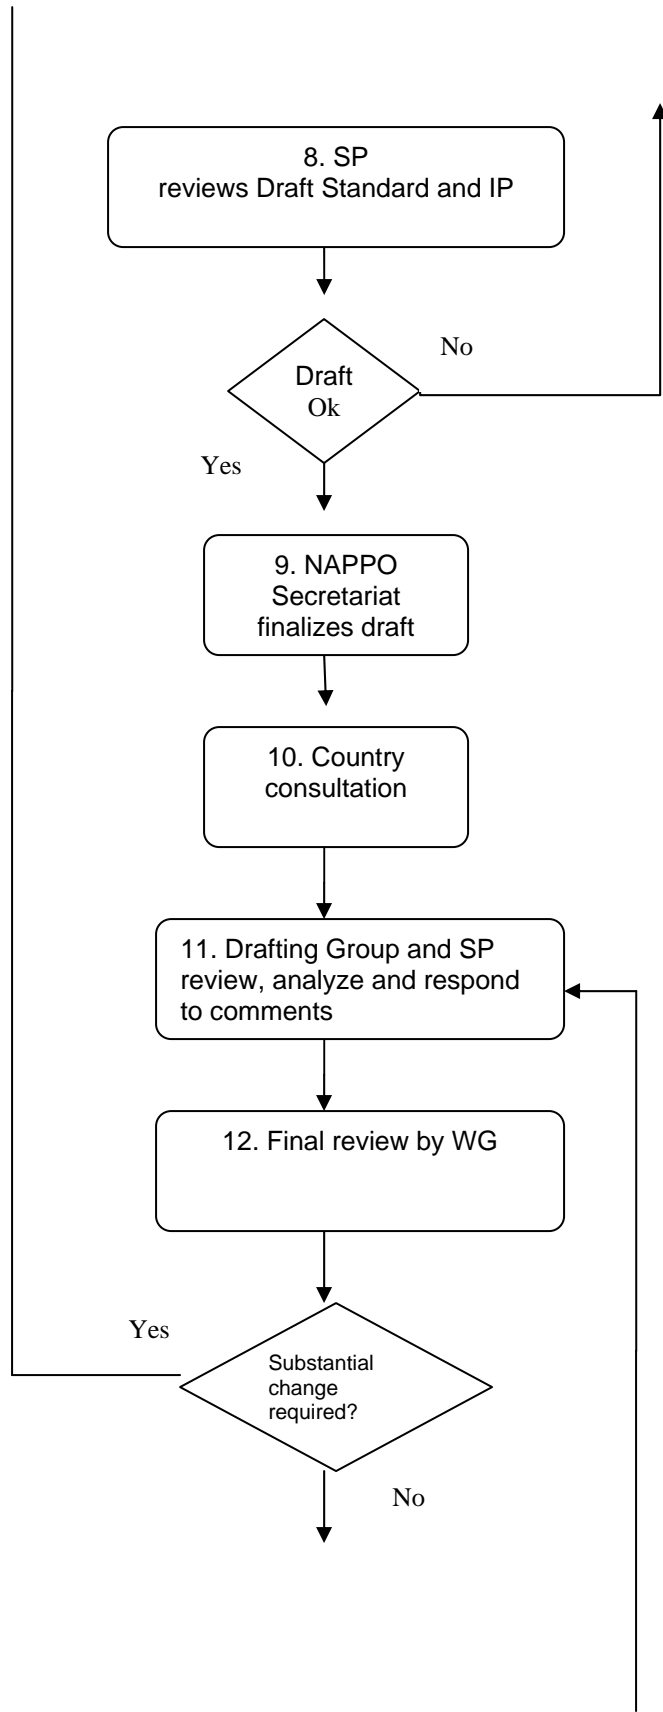 8. SP
reviews Draft Standard and IP
No
Draft
Ok
Yes
9. NAPPO
Secretariat
finalizes draft
10. Country
consultation
11. Drafting Group and SP
review, analyze and respond
to comments
12. Final review by WG
Yes
Substantial
change
required?
No